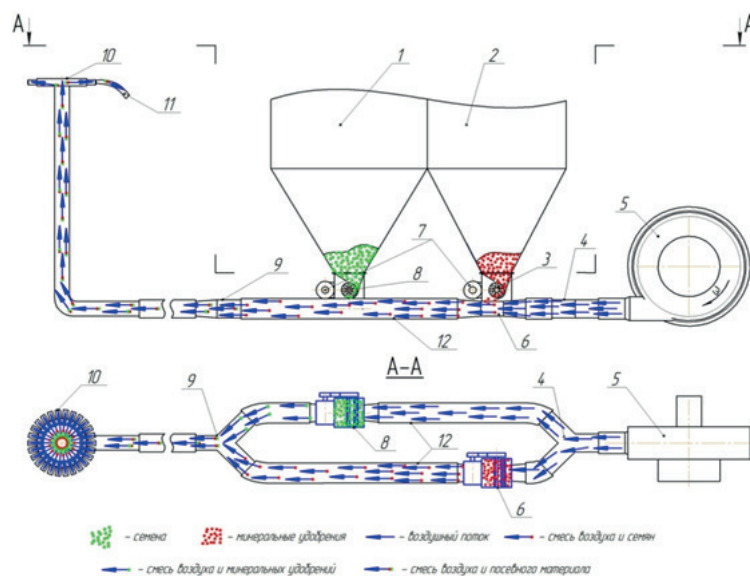 А А
10
1 2
11
5
7
9 8 3 4
12 6
ω
А-А
10 9 4 5
8 12
6
- семена - минеральные удобрения - воздушный поток - смесь воздуха и семян
- смесь воздуха и минеральных удобрений - смесь воздуха и посевного материала